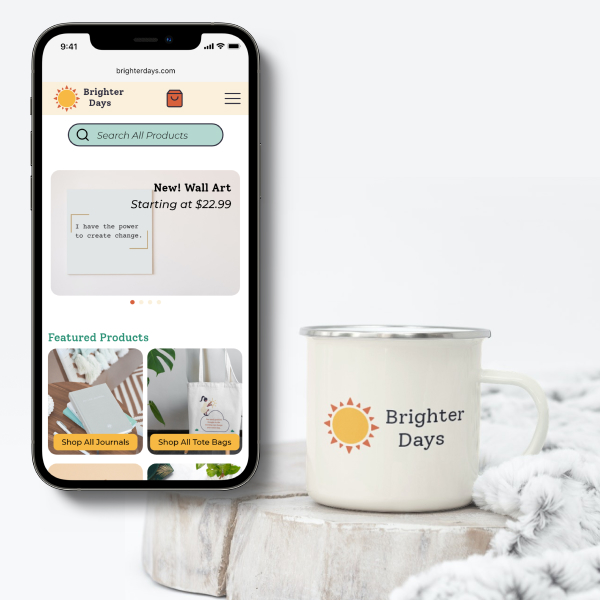 9:41
brighterdays.com
Brighter
Days
Search All Products
New! Wall Art
Starting at $22.99
I have the power
to create change.
Featured Products
Shop All Journals
Shop All Tote Bags
Brighter
Days